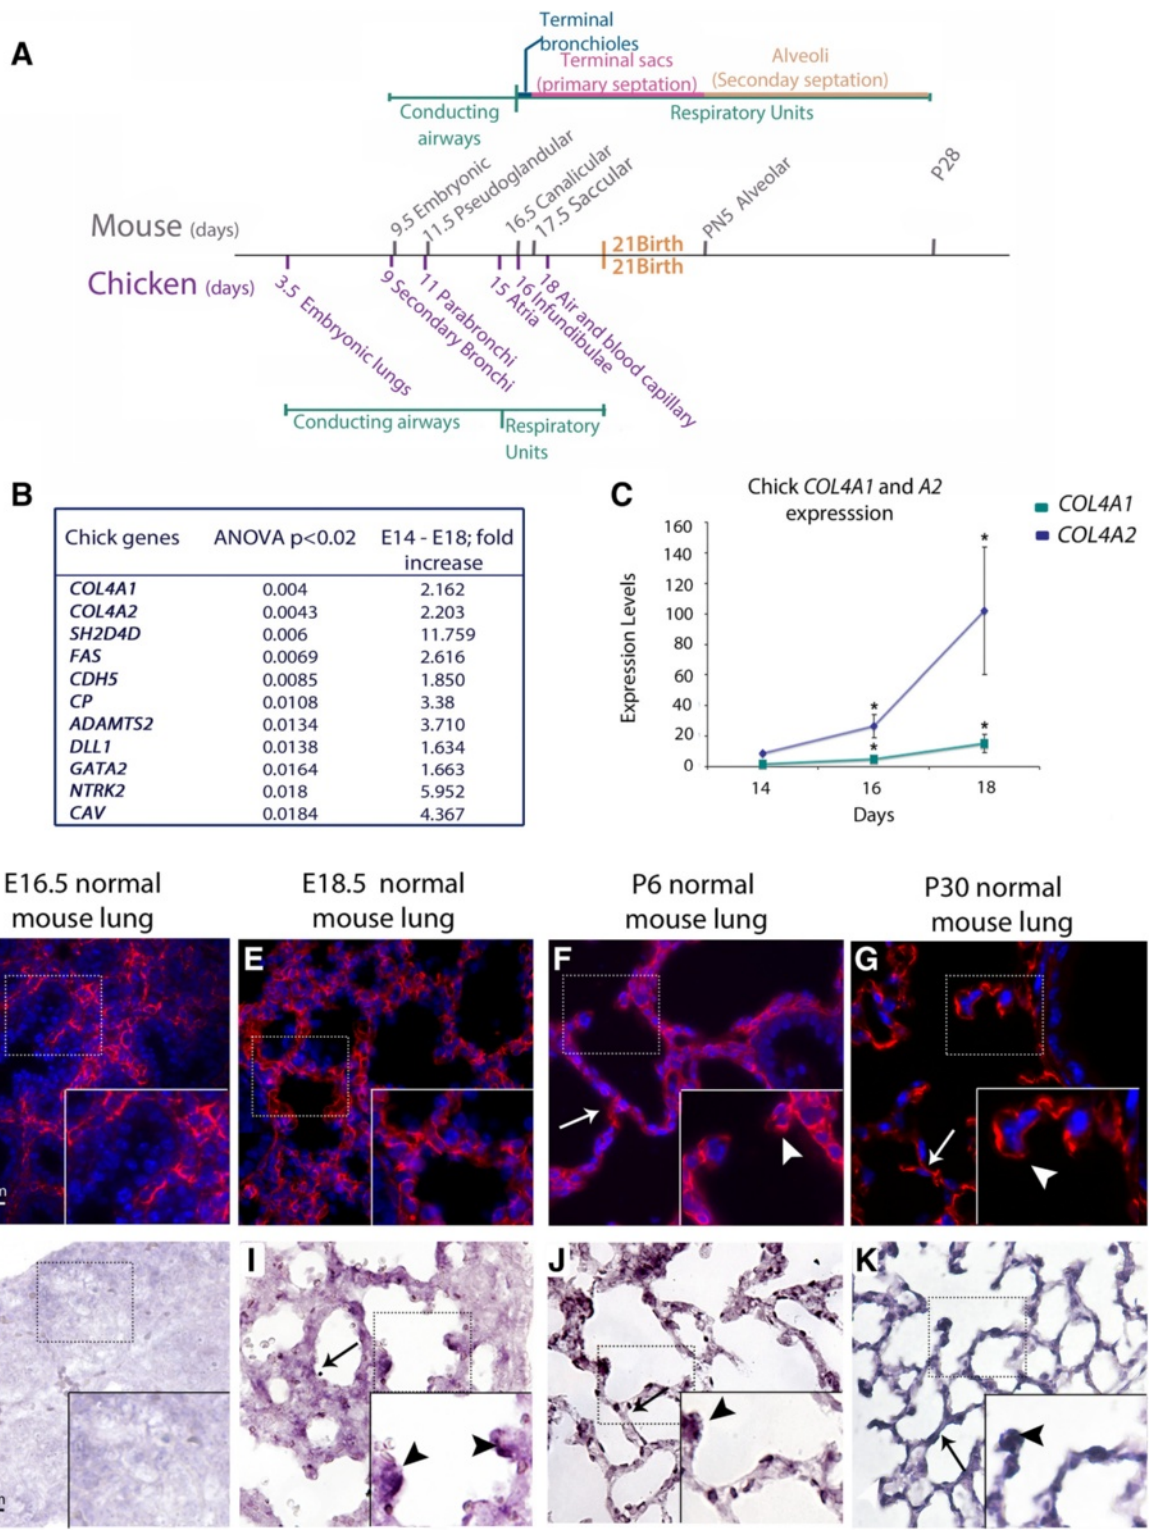 A
Terminal
bronchioles
Terminal sacs
(primary septation)
Alveoli
(Seconday septation)
Conducting
airways
Respiratory Units
Mouse (days)
9.5 Embryonic
11.5 Pseudoglandular
16.5 Canalicular
17.5 Saccular
21Birth
PN5 Alveolar
P28
Chicken (days)
3.5 Embryonic lungs
9 Secondary Bronchi
11 Parabronchi
15 Atria
16 Infundibulae
18 Air and blood capillary
21Birth
Conducting airways
Respiratory
Units
B
Chick genes ANOVA p<0.02 E14 - E18; fold
increase
COL4A1 0.004 2.162
COL4A2 0.0043 2.203
SH2D4D 0.006 11.759
FAS 0.0069 2.616
CDH5 0.0085 1.850
CP 0.0108 3.38
ADAMTS2 0.0134 3.710
DLL1 0.0138 1.634
GATA2 0.0164 1.663
NTRK2 0.018 5.952
CAV 0.0184 4.367
C
Chick COL4A1 and A2
expresssion
COL4A1
COL4A2
Expression Levels
160
140
120
100
80
60
40
20
0
*
*
*
*
14 16 18
Days
E16.5 normal
mouse lung
E18.5 normal
mouse lung
P6 normal
mouse lung
P30 normal
mouse lung
E
F
G
I
J
K